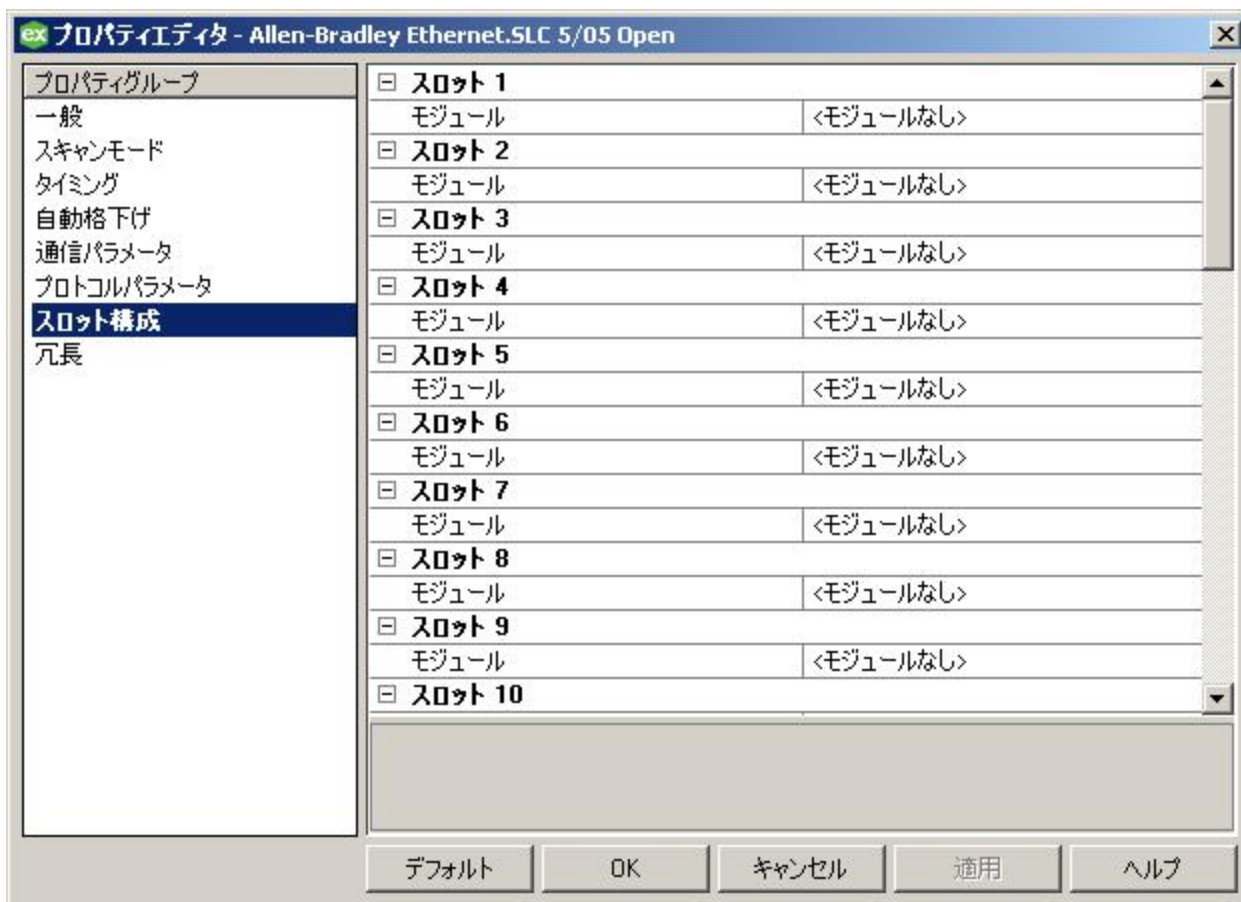 ex プロパティエディタ - Allen-Bradley Ethernet.SLC 5/05 Open
プロパティグループ
一般
スキャンモード
タイミング
自動格下げ
通信パラメータ
プロトコルパラメータ
スロット構成
冗長
スロット 1
モジュール <モジュールなし>
スロット 2
モジュール <モジュールなし>
スロット 3
モジュール <モジュールなし>
スロット 4
モジュール <モジュールなし>
スロット 5
モジュール <モジュールなし>
スロット 6
モジュール <モジュールなし>
スロット 7
モジュール <モジュールなし>
スロット 8
モジュール <モジュールなし>
スロット 9
モジュール <モジュールなし>
スロット 10
デフォルト OK キャンセル 適用 ヘルプ